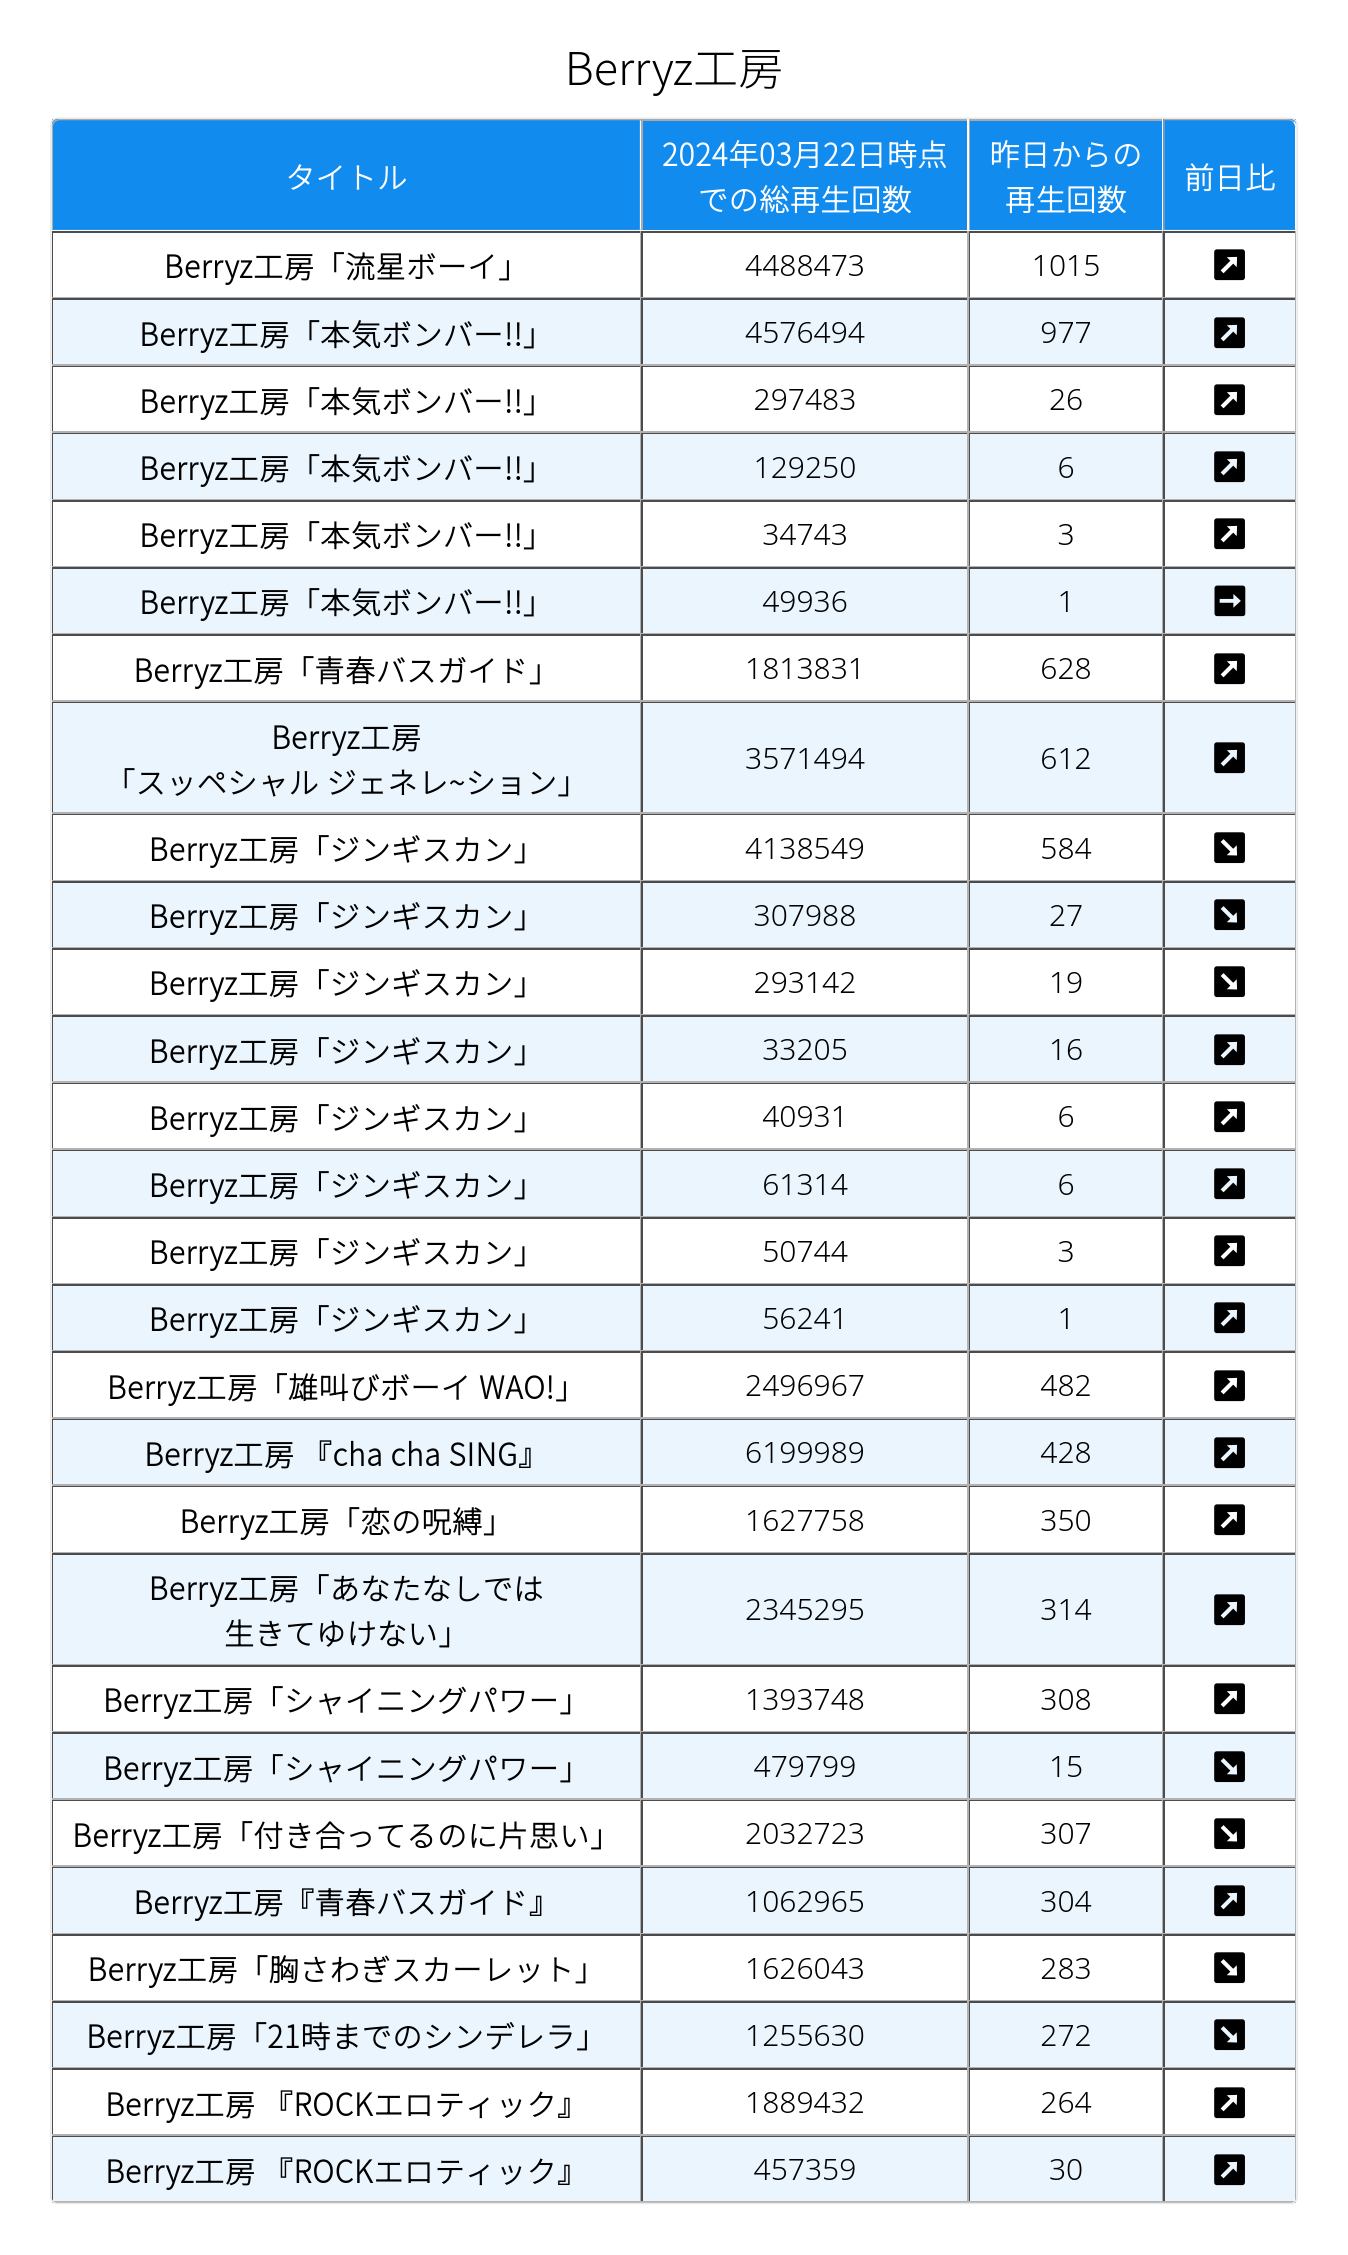 Berryz工房
タイトル
2024年03月22日時点
での総再生回数
昨日からの
再生回数
前日比
Berryz工房「流星ボーイ」 4488473 1015 ↗
Berryz工房「本気ボンバー!!」 4576494 977 ↗
Berryz工房「本気ボンバー!!」 297483 26 ↗
Berryz工房「本気ボンバー!!」 129250 6 ↗
Berryz工房「本気ボンバー!!」 34743 3 ↗
Berryz工房「本気ボンバー!!」 49936 1 →
Berryz工房「青春バスガイド」 1813831 628 ↗
Berryz工房
「スッペシャル ジェネレ~ション」 3571494 612 ↗
Berryz工房「ジンギスカン」 4138549 584 ↘
Berryz工房「ジンギスカン」 307988 27 ↘
Berryz工房「ジンギスカン」 293142 19 ↘
Berryz工房「ジンギスカン」 33205 16 ↗
Berryz工房「ジンギスカン」 40931 6 ↗
Berryz工房「ジンギスカン」 61314 6 ↗
Berryz工房「ジンギスカン」 50744 3 ↗
Berryz工房「ジンギスカン」 56241 1 ↗
Berryz工房「雄叫びボーイ WAO!」 2496967 482 ↗
Berryz工房 『cha cha SING』 6199989 428 ↗
Berryz工房「恋の呪縛」 1627758 350 ↗
Berryz工房「あなたなしでは
生きてゆけない」 2345295 314 ↗
Berryz工房「シャイニングパワー」 1393748 308 ↗
Berryz工房「シャイニングパワー」 479799 15 ↘
Berryz工房「付き合ってるのに片思い」 2032723 307 ↘
Berryz工房『青春バスガイド』 1062965 304 ↗
Berryz工房「胸さわぎスカーレット」 1626043 283 ↘
Berryz工房「21時までのシンデレラ」 1255630 272 ↘
Berryz工房 『ROCKエロティック』 1889432 264 ↗
Berryz工房 『ROCKエロティック』 457359 30 ↗